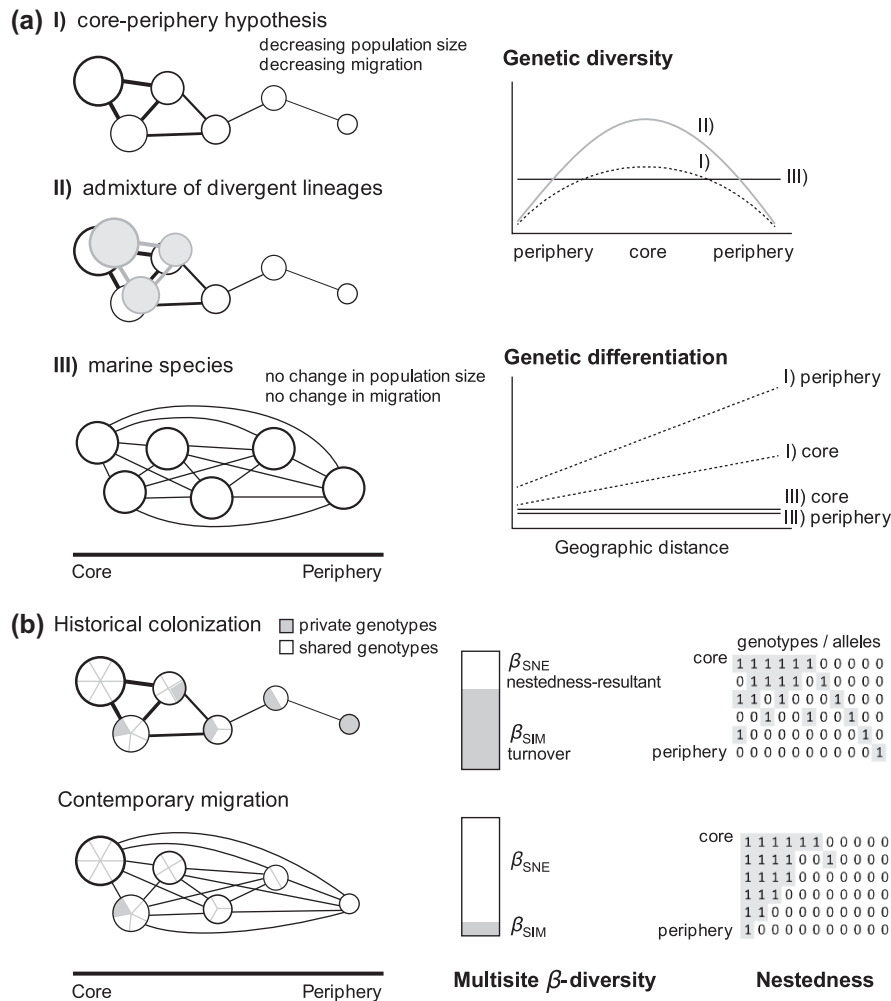 (a) I) core-periphery hypothesis
decreasing population size
decreasing migration
II) admixture of divergent lineages
III) marine species
no change in population size
no change in migration
Core Periphery
Genetic diversity
II)
I)
III)
periphery core periphery
Genetic differentiation
I) periphery
I) core
III) core
III) periphery
Geographic distance
(b) Historical colonization
private genotypes
shared genotypes
βSNE
nestedness-resultant
βSIM
turnover
genotypes / alleles
core
1 1 1 1 1 1 0 0 0 0 0
0 1 1 1 1 0 1 0 0 0 0
1 1 0 1 0 0 0 1 0 0 0
0 0 1 0 0 1 0 0 1 0 0
1 0 0 0 0 0 0 0 0 1 0
periphery 0 0 0 0 0 0 0 0 0 0 1
Contemporary migration
βSNE
βSIM
core 1 1 1 1 1 1 0 0 0 0 0
1 1 1 1 0 0 1 0 0 0 0
1 1 1 1 0 0 0 0 0 0 0
1 1 1 0 0 0 0 0 0 0 0
1 1 0 0 0 0 0 0 0 0 0
periphery 1 0 0 0 0 0 0 0 0 0 0
Core Periphery
Multisite β-diversity
Nestedness